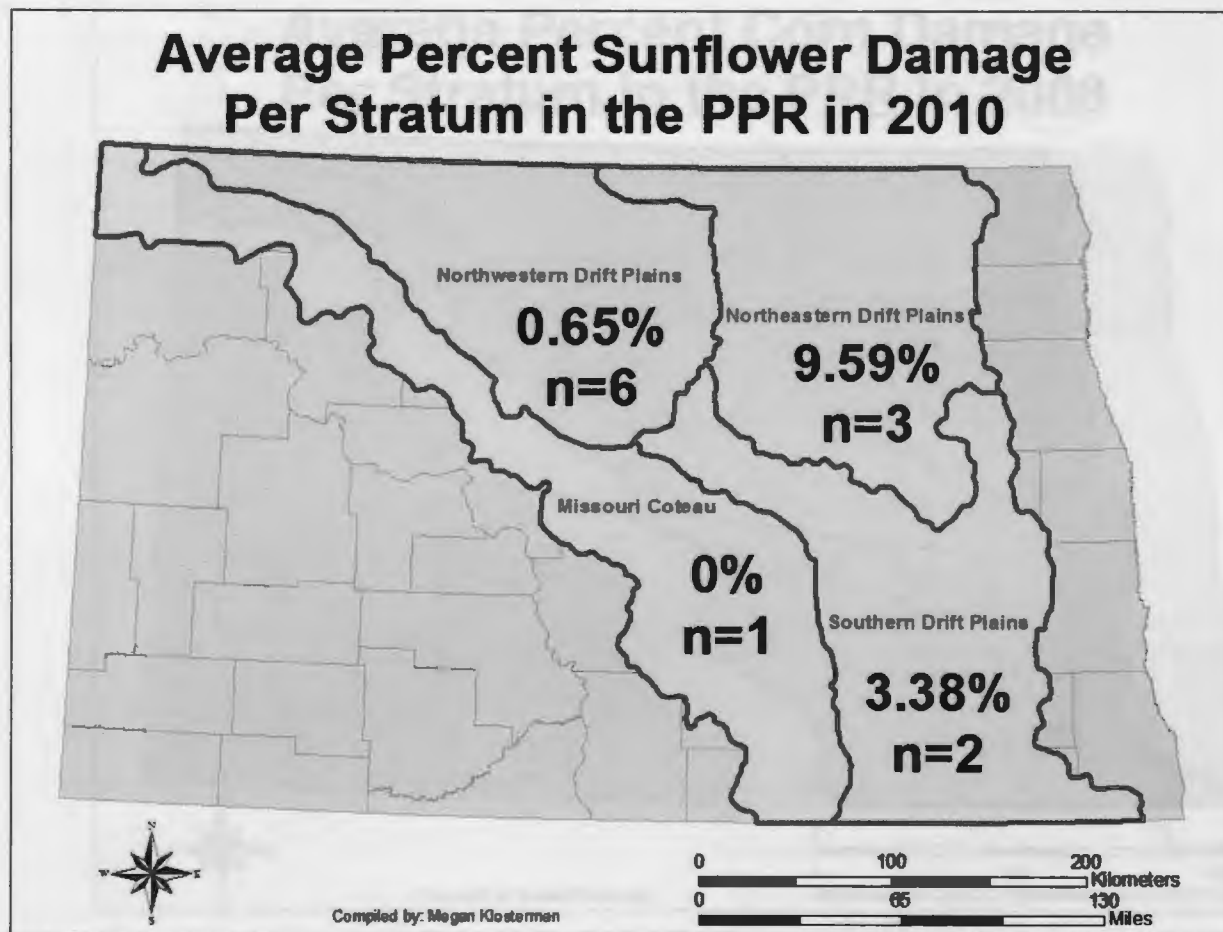 Average Percent Sunflower Damage
Per Stratum in the PPR in 2010
Northwestern Drift Plains
0.65%
n=6
Northeastern Drift Plains
9.59%
n=3
Missouri Coteau
0%
n=1
Southern Drift Plains
3.38%
n=2
N
W
E
S
Compiled by: Megan Klosterman
0 100 200
Kilometers
0 65 130
Miles